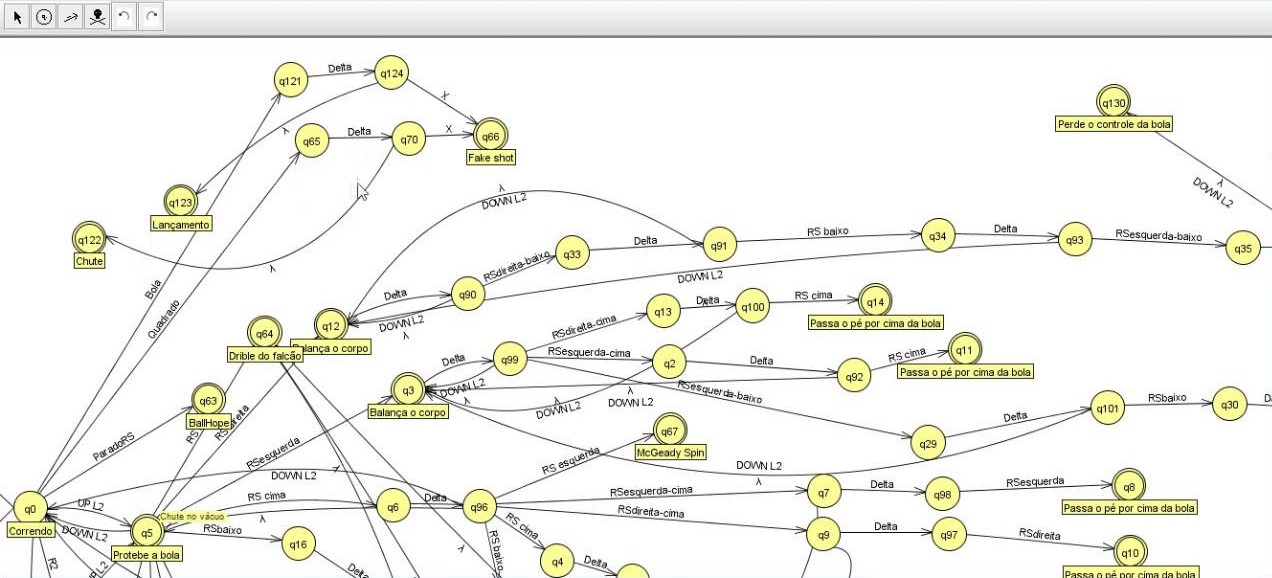 q121
Delta
q124
X
λ
q65
Delta
q70
X
q66
Fake shot
q130
Perde o controle da bola
λ
DOWN L2
q123
Lançamento
q122
Chute
λ
Bola
Quadrado
λ
DOWN L2
q33
Delta
q91
RS baixo
q34
Delta
q93
RSesquerda-baixo
q35
RSdireita-baixo
DOWN L2
q90
Delta
q12
DOWN L2
λ
Balança o corpo
q64
Drible do falcão
q13
Delta
q100
RS cima
q14
Passa o pé por cima da bola
RSdireita-cima
q99
RSesquerda-cima
q2
Delta
q92
RS cima
q11
Passa o pé por cima da bola
Delta
q3
DOWN L2
λ
Balança o corpo
λ
DOWN L2
λ
DOWN L2
RSesquerda-baixo
q63
BallHope
RS
RSdireita
ParadoRS
q67
McGeady Spin
q29
Delta
q101
RSbaixo
q30
RSesquerda
RS esquerda
DOWN L2
λ
DOWN L2
λ
q0
Correndo
UP L2
DOWN L2
q5
Protebe a bola
Chute no vácuo
RS cima
λ
q6
Delta
q96
RSesquerda-cima
q7
Delta
q98
RSesquerda
q8
Passa o pé por cima da bola
RSdireita-cima
q9
Delta
q97
RSdireita
q10
Passa o pé por cima da bola
RSbaixo
q16
Delta
RS cima
RS baixo
q4
Delta
λ
R2